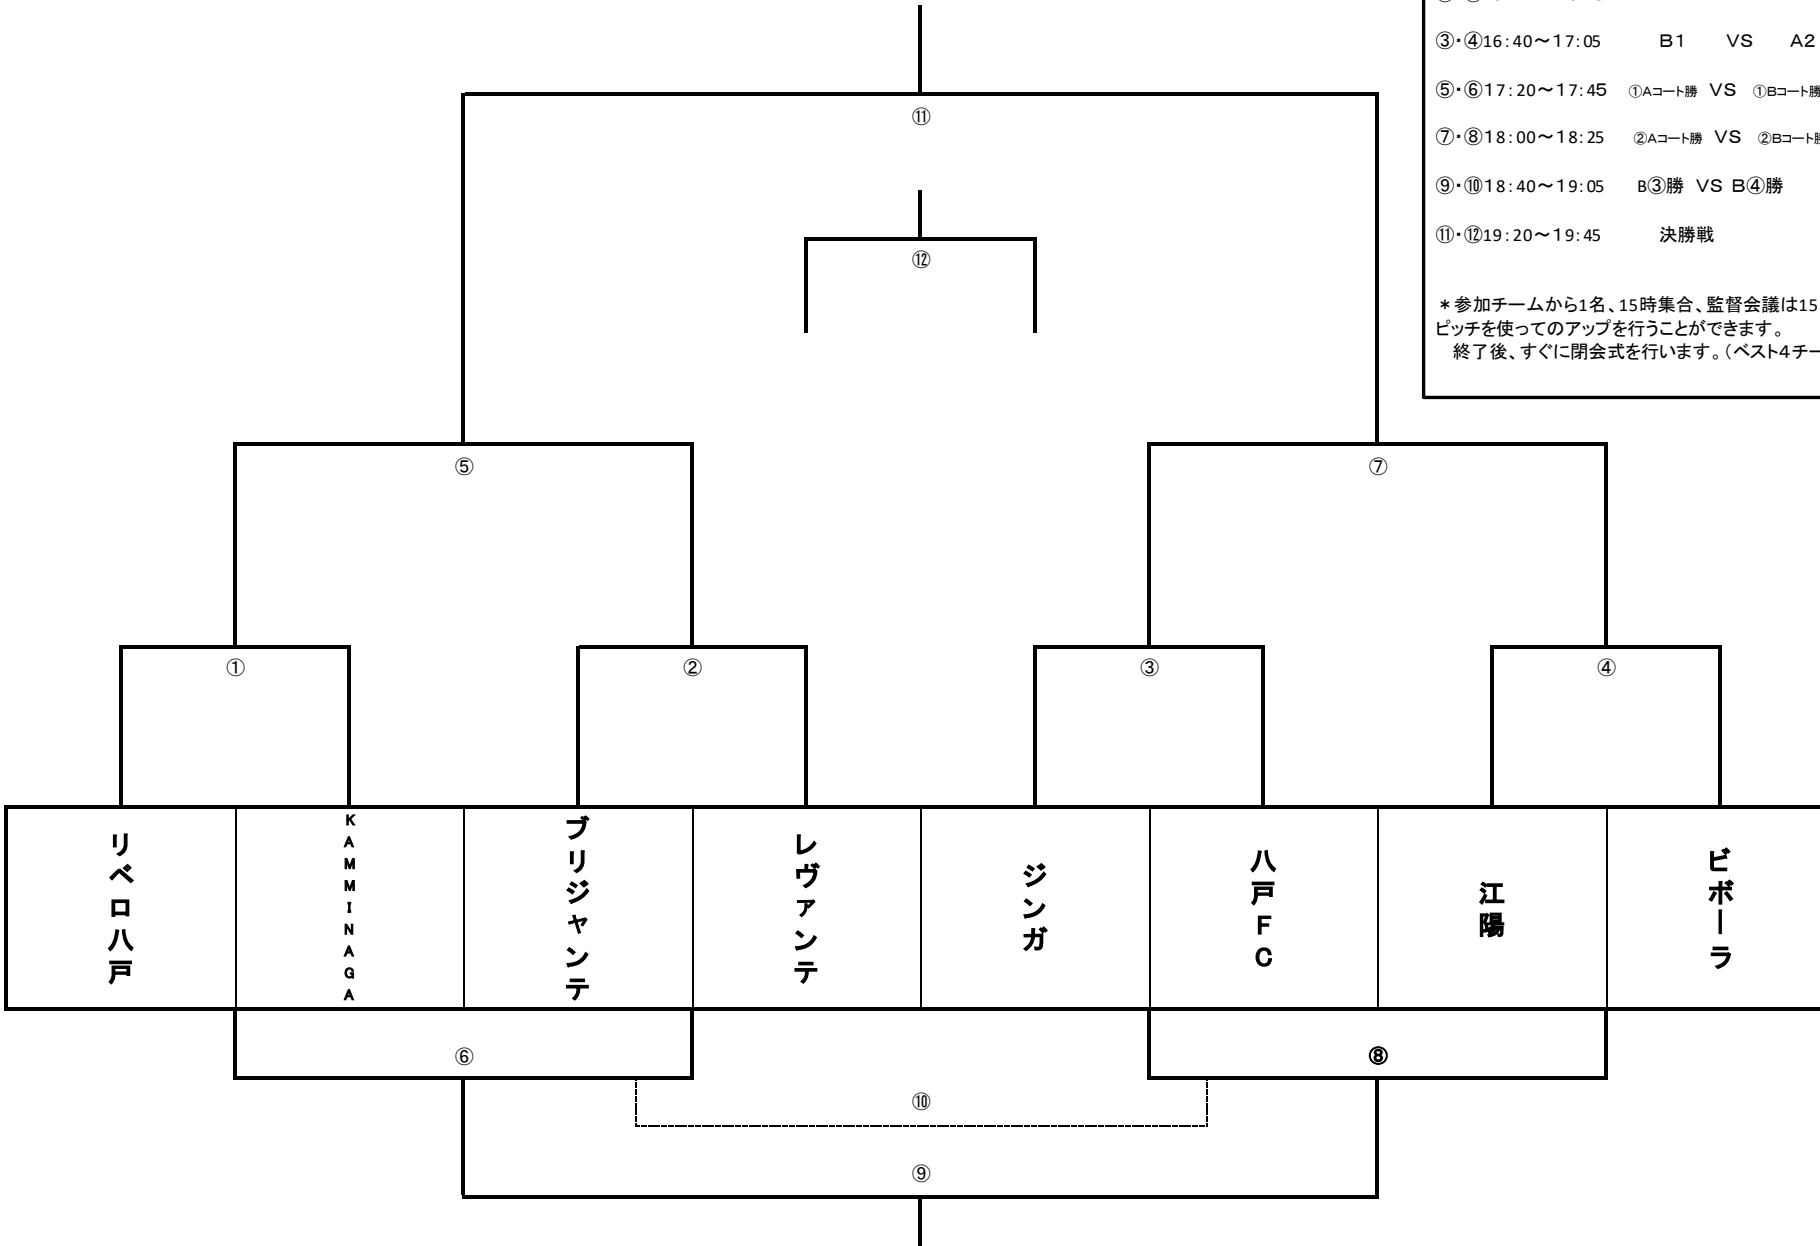 ③・④16:40～17:05 B1 VS A2
⑤・⑥17:20～17:45 ①Aコート勝 VS ①Bコート勝
⑦・⑧18:00～18:25 ②Aコート勝 VS ②Bコート勝
⑨・⑩18:40～19:05 B③勝 VS B④勝
⑪・⑫19:20～19:45 決勝戦
＊参加チームから1名、15時集合、監督会議は15
ピッチを使ってのアップを行うことができます。
終了後、すぐに閉会式を行います。（ベスト4チー
⑪
⑫
⑤
⑦
①
②
③
④
リベロ八戸
KAMMINAGA
ブリジャンテ
レヴァンテ
ジンガ
八戸FC
江陽
ビボーラ
⑥
⑧
⑩
⑨